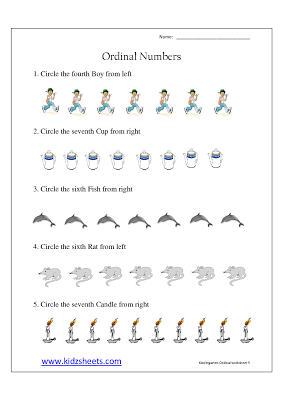 Name: ____________________
Ordinal Numbers
1. Circle the fourth Boy from left
2. Circle the seventh Cup from right
3. Circle the sixth Fish from right
4. Circle the sixth Rat from left
5. Circle the seventh Candle from right
www.kidzsheets.com
Kindergarten Ordinal worksheet 9